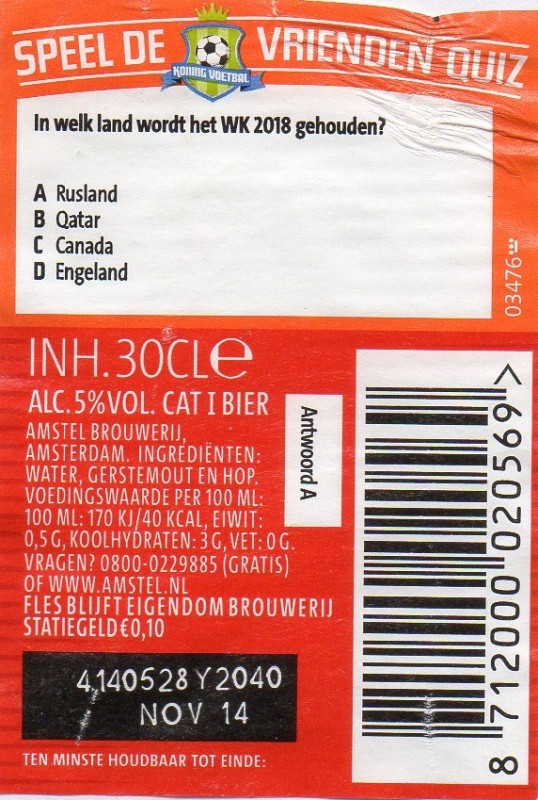 SPEEL DE VRIENDEN QUIZ
KONING VOETBAL
In welk land wordt het WK 2018 gehouden?
A Rusland
B Qatar
C Canada
D Engeland
03476
INH. 30CL e
ALC. 5%VOL. CAT I BIER
AMSTEL BROUWERIJ,
AMSTERDAM. INGREDIËNTEN:
WATER, GERSTEMOUT EN HOP.
VOEDINGSWAARDE PER 100 ML:
100 ML: 170 KJ/40 KCAL, EIWIT:
0,5 G, KOOLHYDRATEN: 3 G, VET: 0 G.
VRAGEN? 0800-0229885 (GRATIS)
OF WWW.AMSTEL.NL
FLES BLIJFT EIGENDOM BROUWERIJ
STATIEGELD €0,10
Antwoord A
4140528Y2040
NOV 14
TEN MINSTE HOUDBAAR TOT EINDE:
8 712000 020569 >